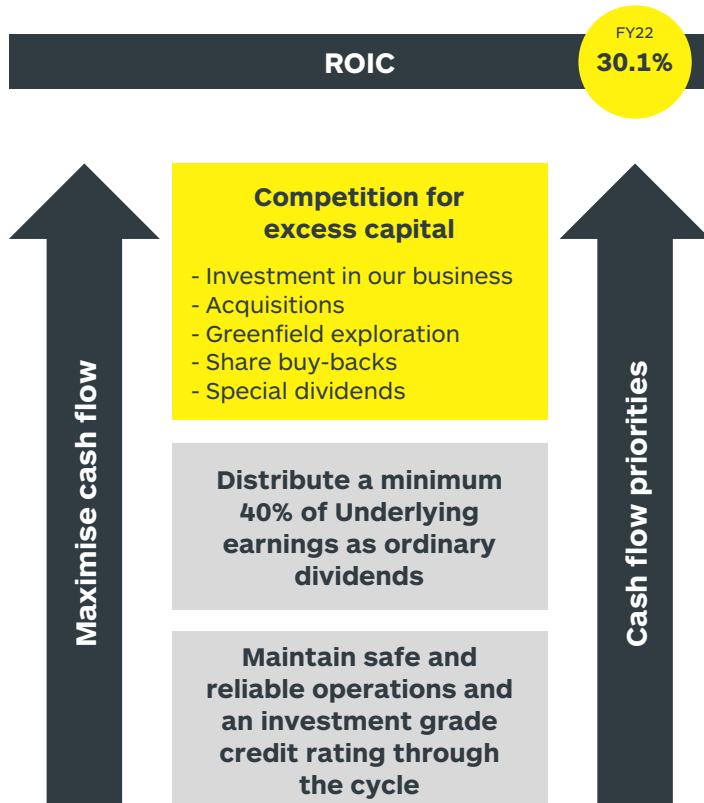 FY22
ROIC
30.1%
Competition for
excess capital
- Investment in our business
- Acquisitions
- Greenfield exploration
- Share buy-backs
- Special dividends
Maximise cash flow
Cash flow priorities
Distribute a minimum
40% of Underlying
earnings as ordinary
dividends
Maintain safe and
reliable operations and
an investment grade
credit rating through
the cycle